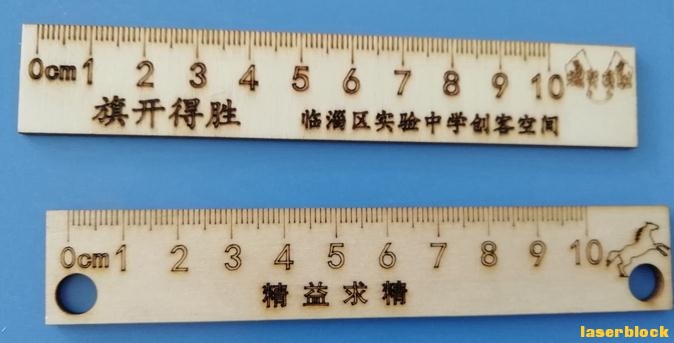 0cm 1 2 3 4 5 6 7 8 9 10
旗开得胜 临淄区实验中学创客空间
0cm 1 2 3 4 5 6 7 8 9 10
精益求精
laserblock